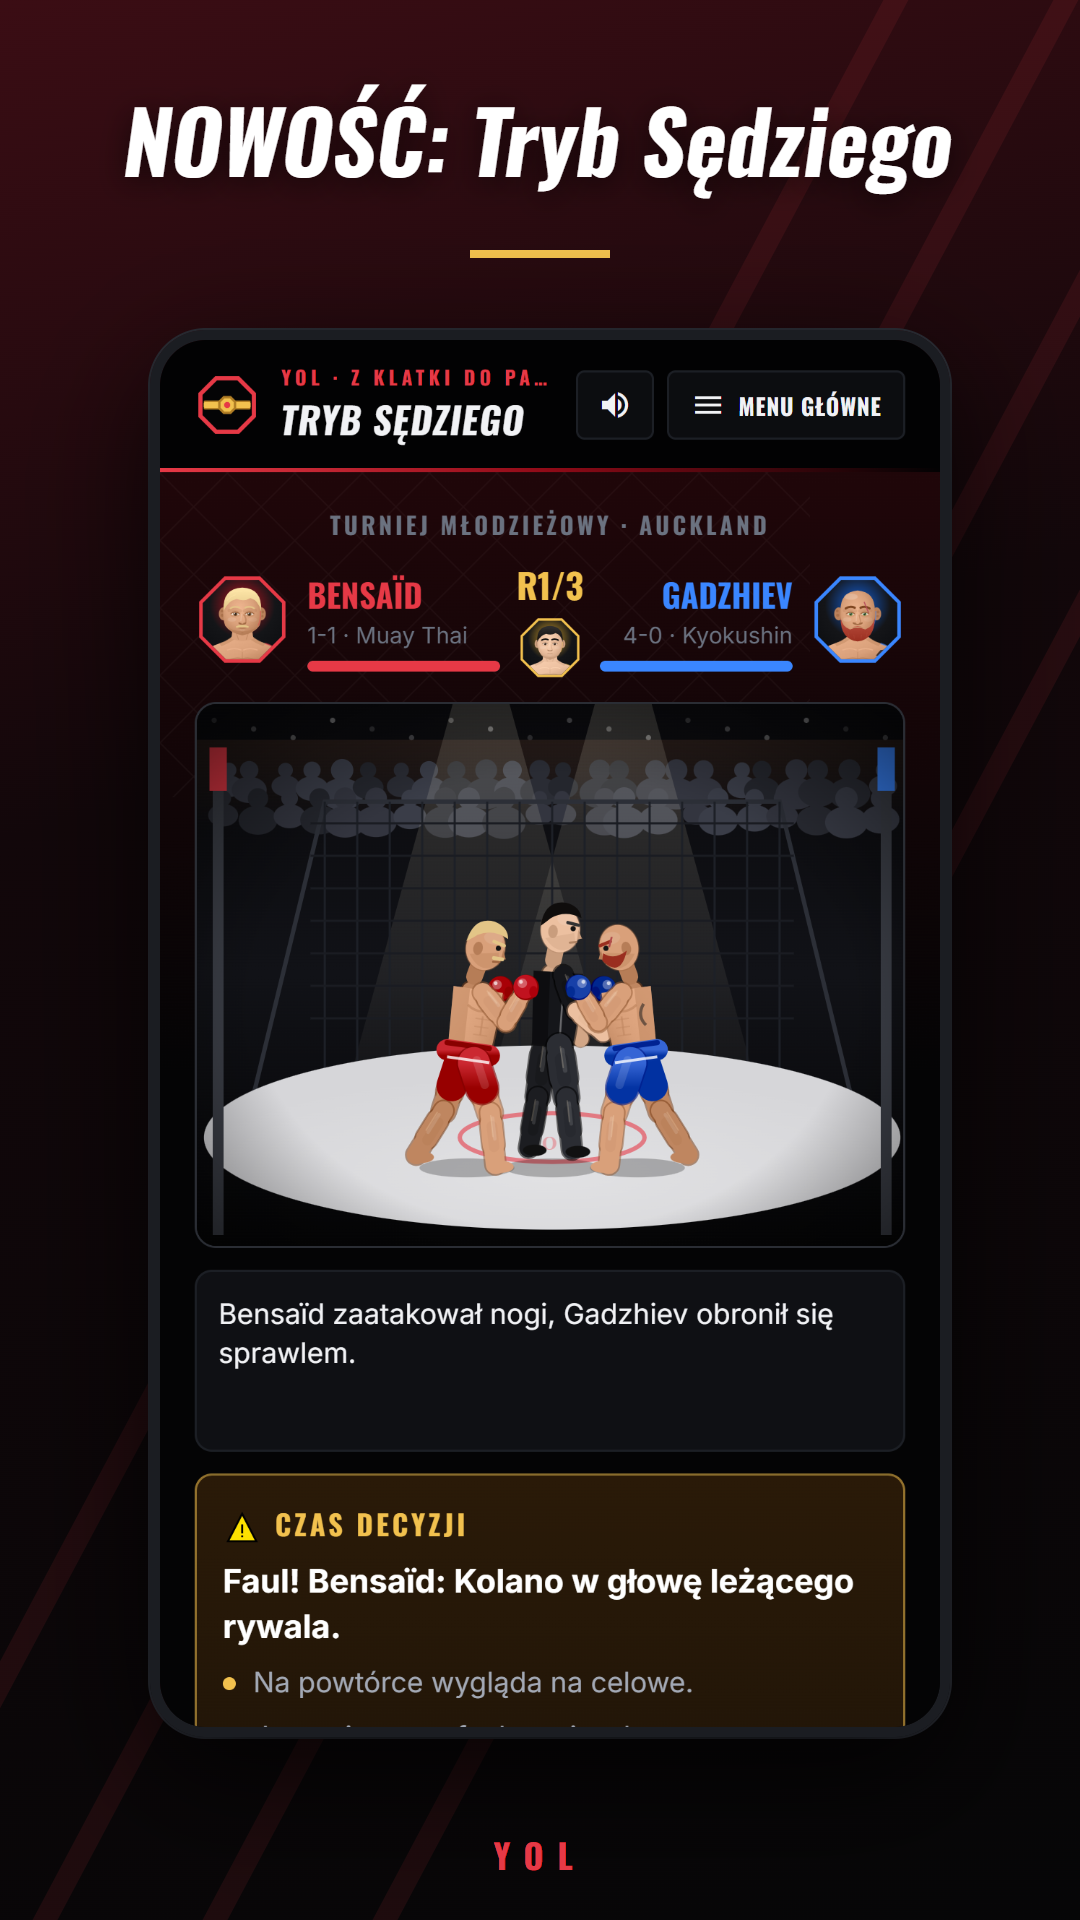 NOWOŚĆ: Tryb Sędziego
YOL · Z KLATKI DO PA...
TRYB SĘDZIEGO
MENU GŁÓWNE
TURNIEJ MŁODZIEŻOWY · AUCKLAND
BENSAÏD
R1/3
GADZHIEV
1-1 · Muay Thai
4-0 · Kyokushin
Bensaïd zaatakował nogi, Gadzhiev obronił się
sprawlem.
CZAS DECYZJI
Faul! Bensaïd: Kolano w głowę leżącego
rywala.
Na powtórce wygląda na celowe.
YOL